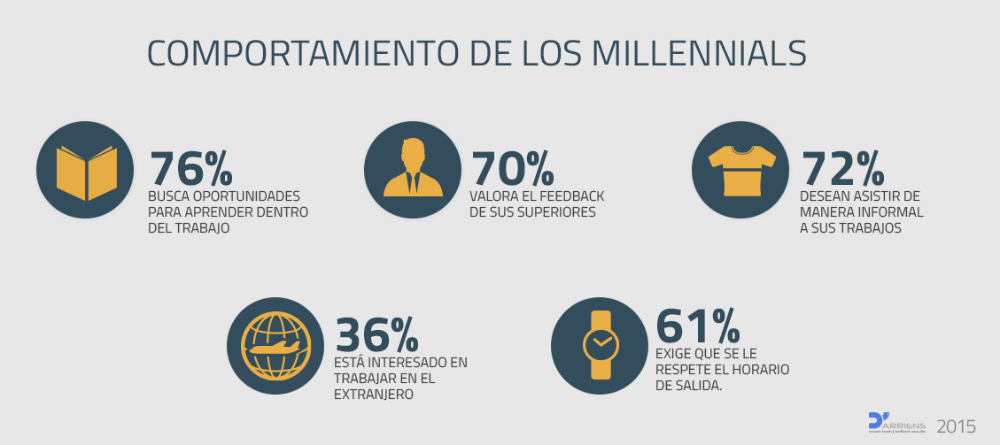 COMPORTAMIENTO DE LOS MILLENNIALS
76%
BUSCA OPORTUNIDADES
PARA APRENDER DENTRO
DEL TRABAJO
70%
VALORA EL FEEDBACK
DE SUS SUPERIORES
72%
DESEAN ASISTIR DE
MANERA INFORMAL
A SUS TRABAJOS
36%
ESTÁ INTERESADO EN
TRABAJAR EN EL
EXTRANJERO
61%
EXIGE QUE SE LE
RESPETE EL HORARIO
DE SALIDA.
D'ARRIENS
2015